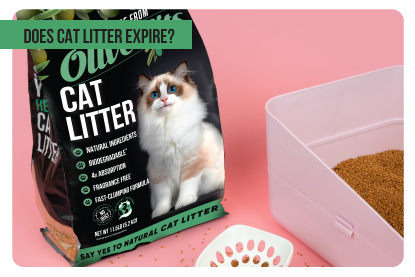 DOES CAT LITTER EXPIRE?
FROM
CAT
LITTER
NATURAL INGREDIENTS
BIODEGRADABLE*
4X ABSORPTION
FRAGRANCE FREE
FAST-CLUMPING FORMULA
SAY YES TO NATURAL CAT LITTER